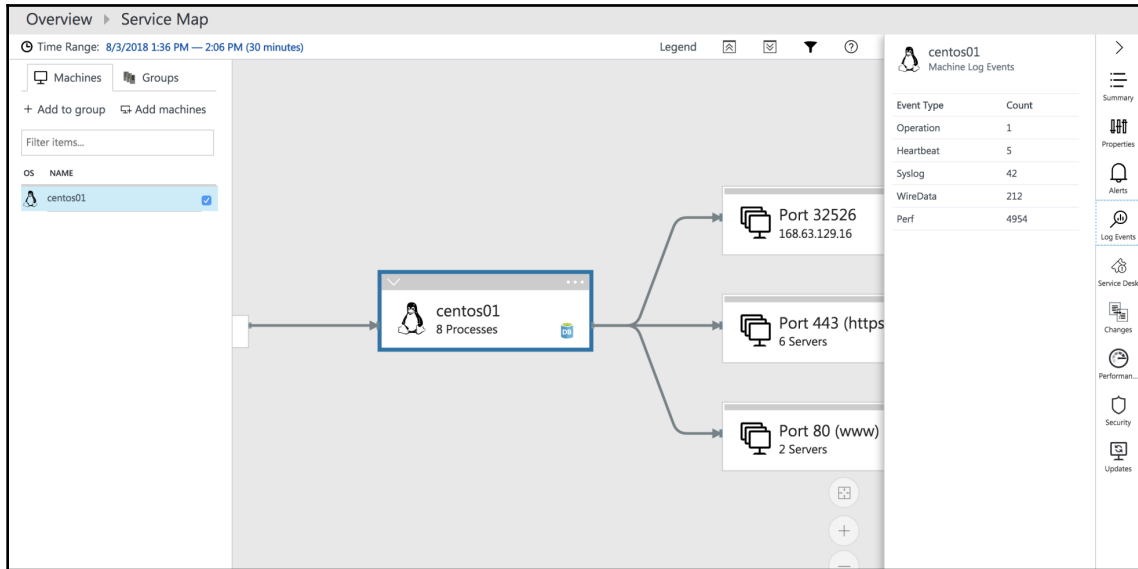 Overview Service Map
Time Range: 8/3/2018 1:36 PM — 2:06 PM (30 minutes)
Legend
Machines Groups
+ Add to group Add machines
Filter items...
OS NAME
centos01
centos01
8 Processes
DB
Port 32526
168.63.129.16
Port 443 (https
6 Servers
Port 80 (www)
2 Servers
centos01
Machine Log Events
Event Type Count
Operation 1
Heartbeat 5
Syslog 42
WireData 212
Perf 4954
Summary
Properties
Alerts
Log Events
Service Desk
Changes
Performan...
Security
Updates